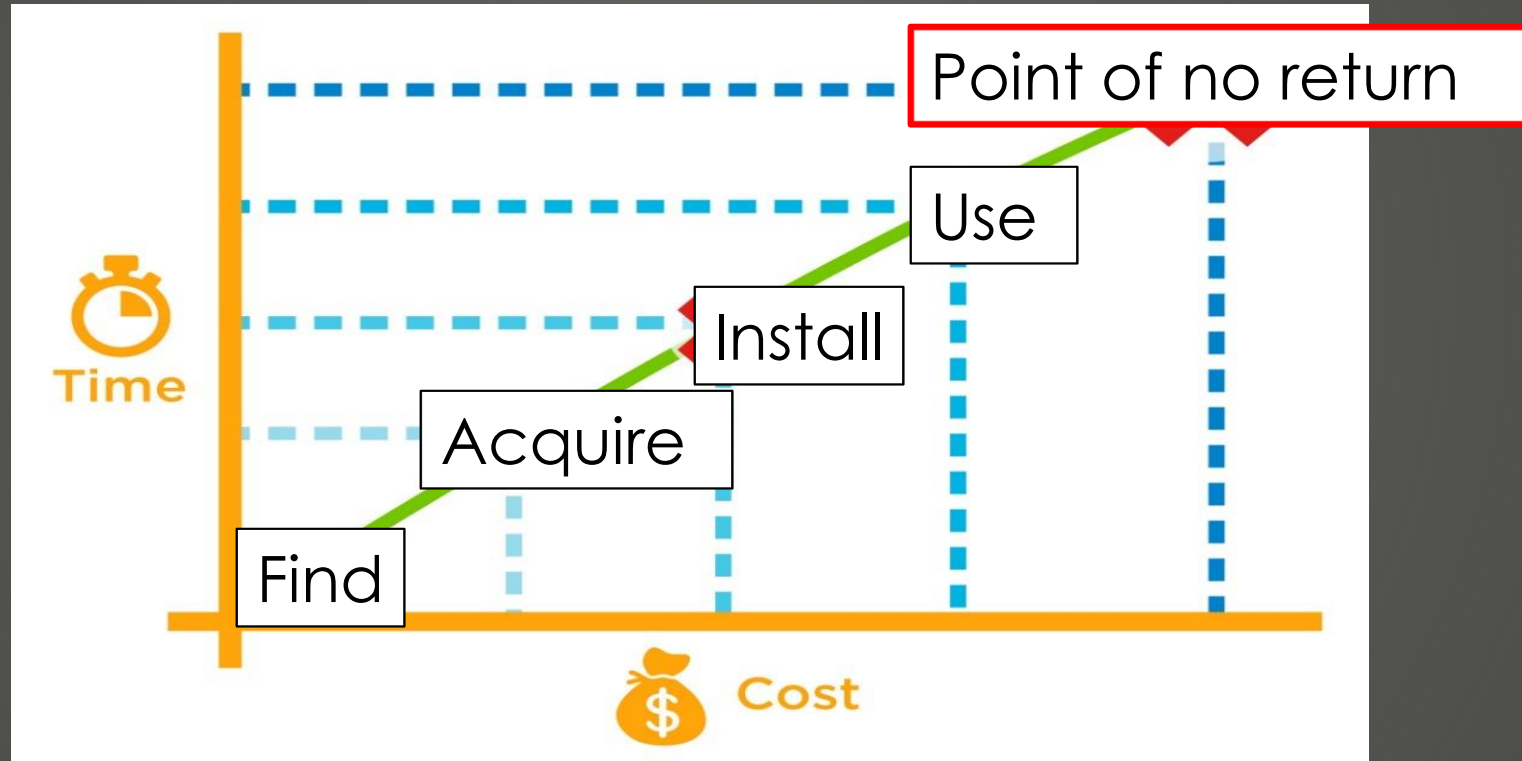 Point of no return
Use
Install
Time
Acquire
Find
$
Cost